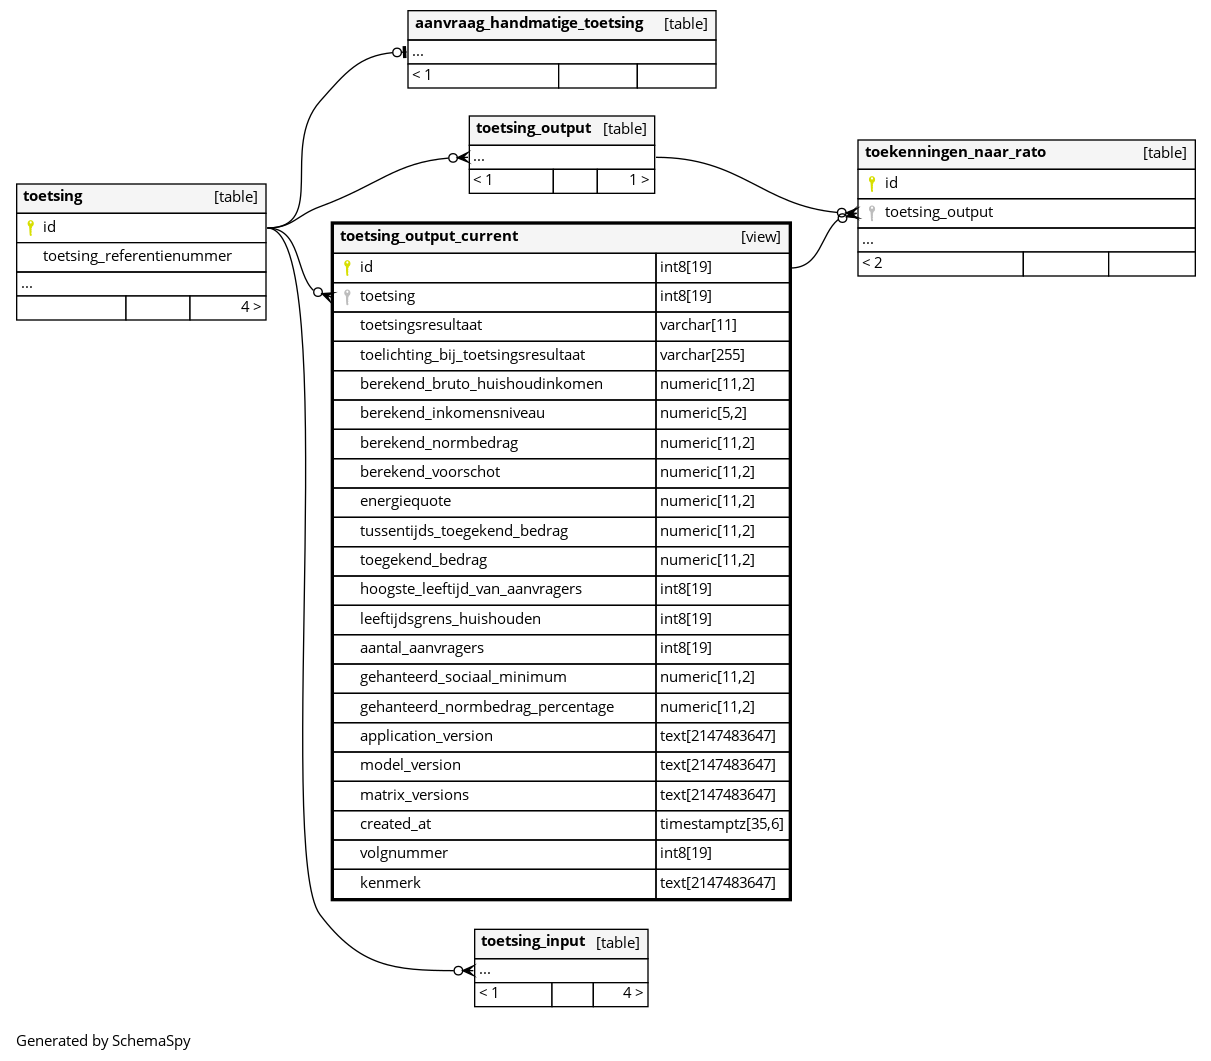 aanvraag_handmatige_toetsing [table]
...
< 1
toetsing_output [table]
...
< 1 1 >
toekenningen_naar_rato [table]
id
toetsing_output
...
< 2
toetsing [table]
id
toetsing_referentienummer
...
4 >
toetsing_output_current [view]
id int8[19]
toetsing int8[19]
toetsingsresultaat varchar[11]
toelichting_bij_toetsingsresultaat varchar[255]
berekend_bruto_huishoudinkomen numeric[11,2]
berekend_inkomensniveau numeric[5,2]
berekend_normbedrag numeric[11,2]
berekend_voorschot numeric[11,2]
energiequote numeric[11,2]
tussentijds_toegekend_bedrag numeric[11,2]
toegekend_bedrag numeric[11,2]
hoogste_leeftijd_van_aanvragers int8[19]
leeftijdsgrens_huishouden int8[19]
aantal_aanvragers int8[19]
gehanteerd_sociaal_minimum numeric[11,2]
gehanteerd_normbedrag_percentage numeric[11,2]
application_version text[2147483647]
model_version text[2147483647]
matrix_versions text[2147483647]
created_at timestamptz[35,6]
volgnummer int8[19]
kenmerk text[2147483647]
toetsing_input [table]
...
< 1 4 >
Generated by SchemaSpy